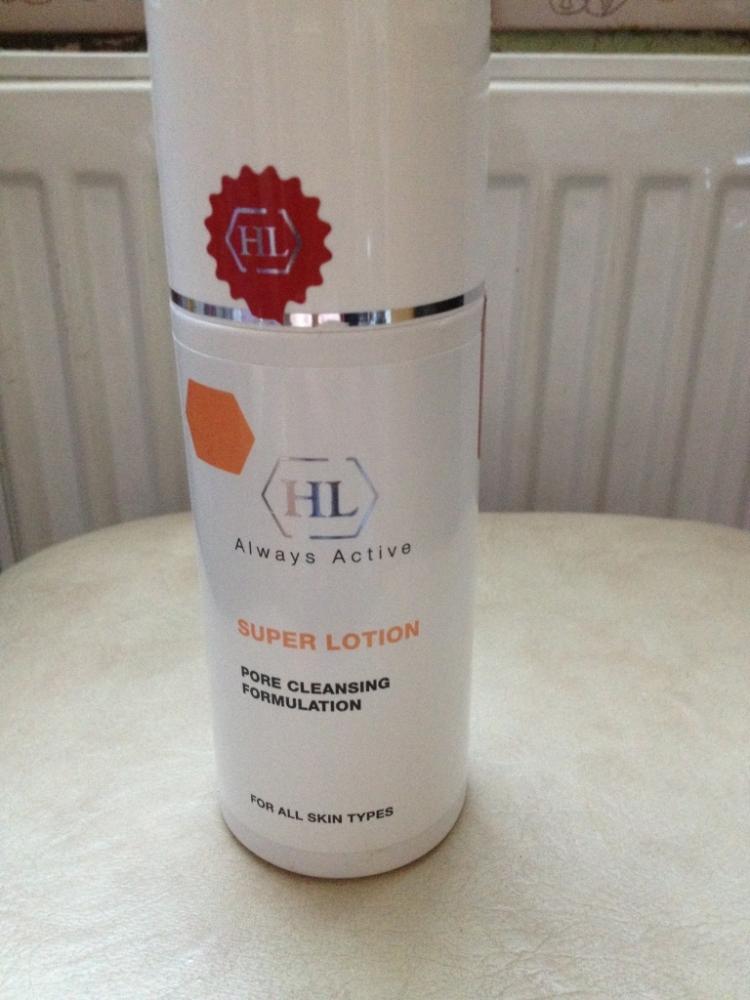 HL
HL
Always Active
SUPER LOTION
PORE CLEANSING
FORMULATION
FOR ALL SKIN TYPES